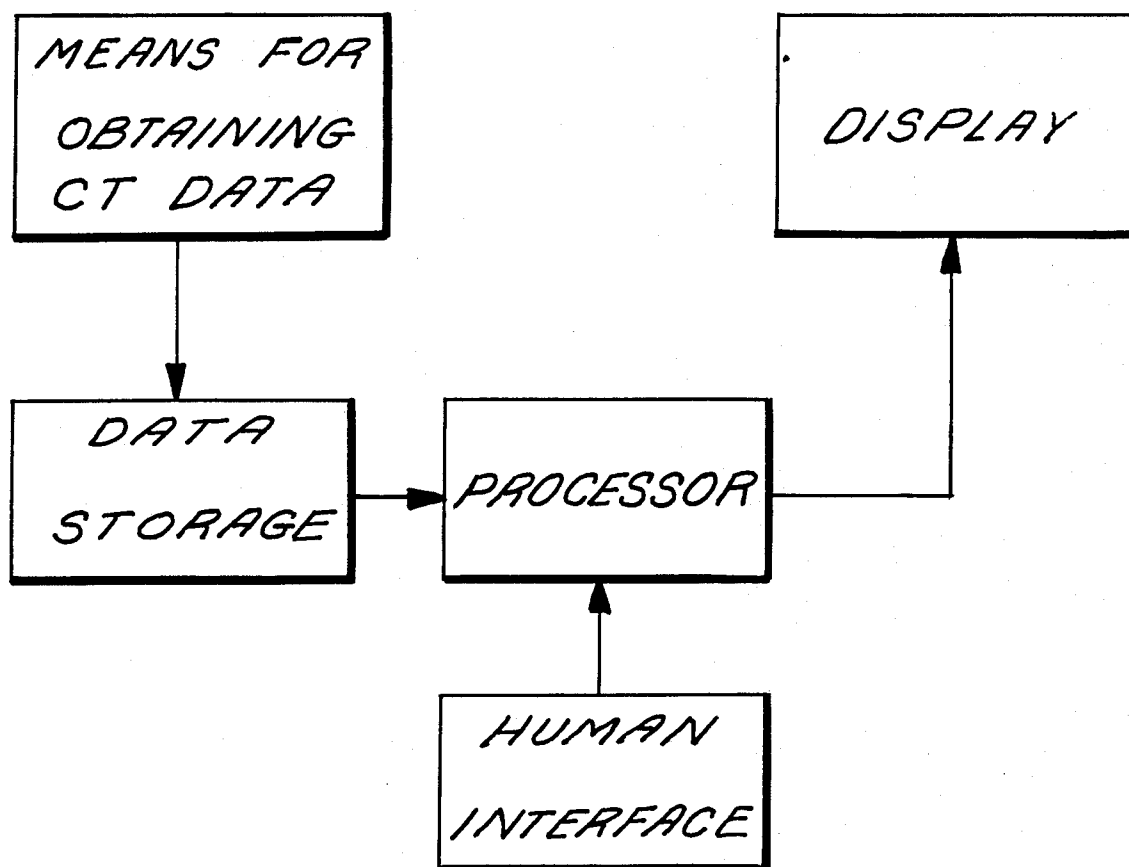 MEANS FOR
OBTAINING
CT DATA
DISPLAY
DATA
STORAGE
PROCESSOR
HUMAN
INTERFACE